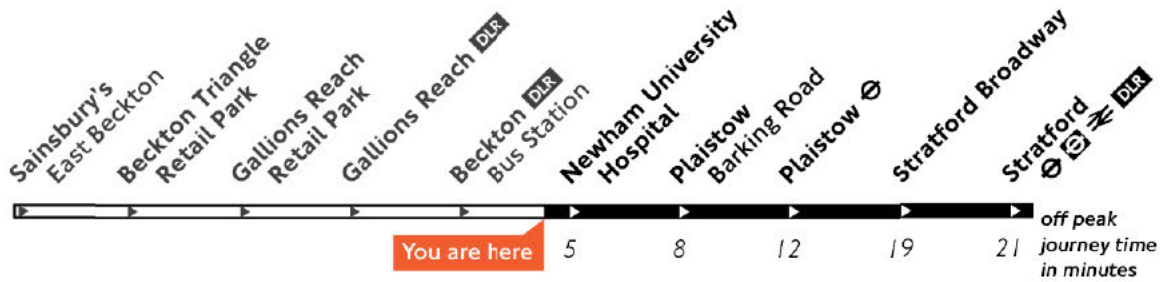 Sainsbury's
East Beckton
Beckton Triangle
Retail Park
Gallions Reach
Retail Park
Gallions Reach DLR
Beckton DLR
Bus Station
Newham University
Hospital
Plaistow
Barking Road
Plaistow
Stratford Broadway
Stratford
DLR
You are here
5
8
12
19
21
off peak
journey time
in minutes